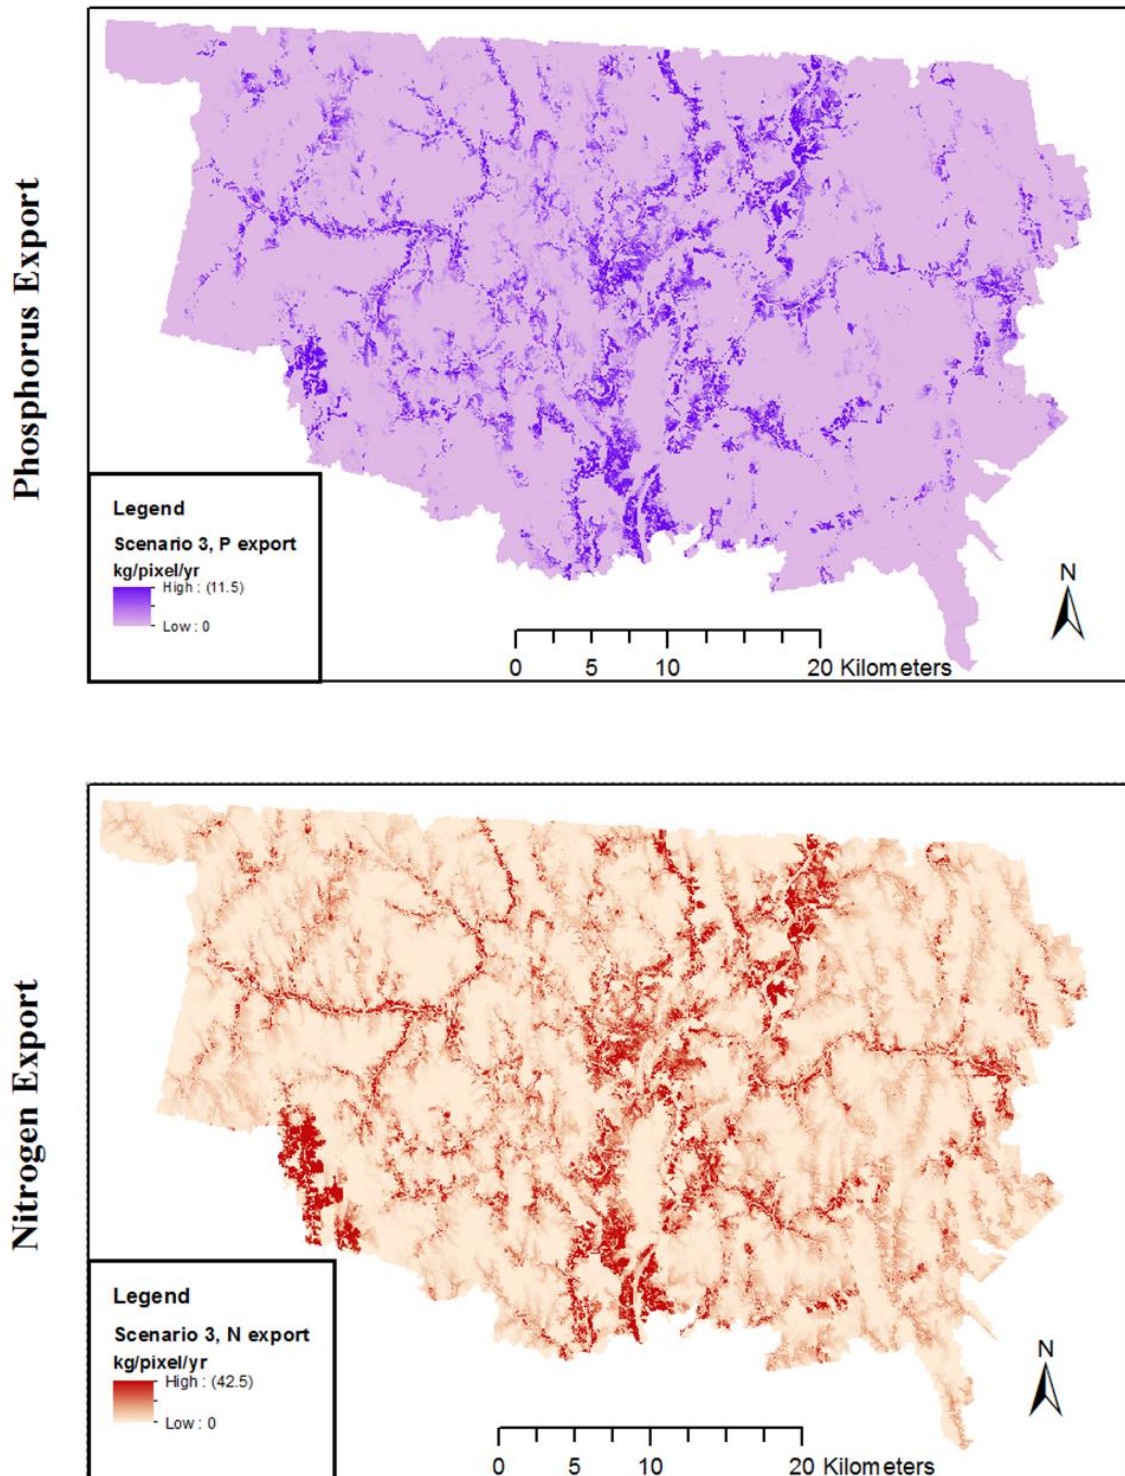 Phosphorus Export
Legend
Scenario 3, P export
kg/pixel/yr
High : (11.5)
Low : 0
N
0 5 10 20 Kilometers
Nitrogen Export
Legend
Scenario 3, N export
kg/pixel/yr
High : (42.5)
Low : 0
N
0 5 10 20 Kilometers